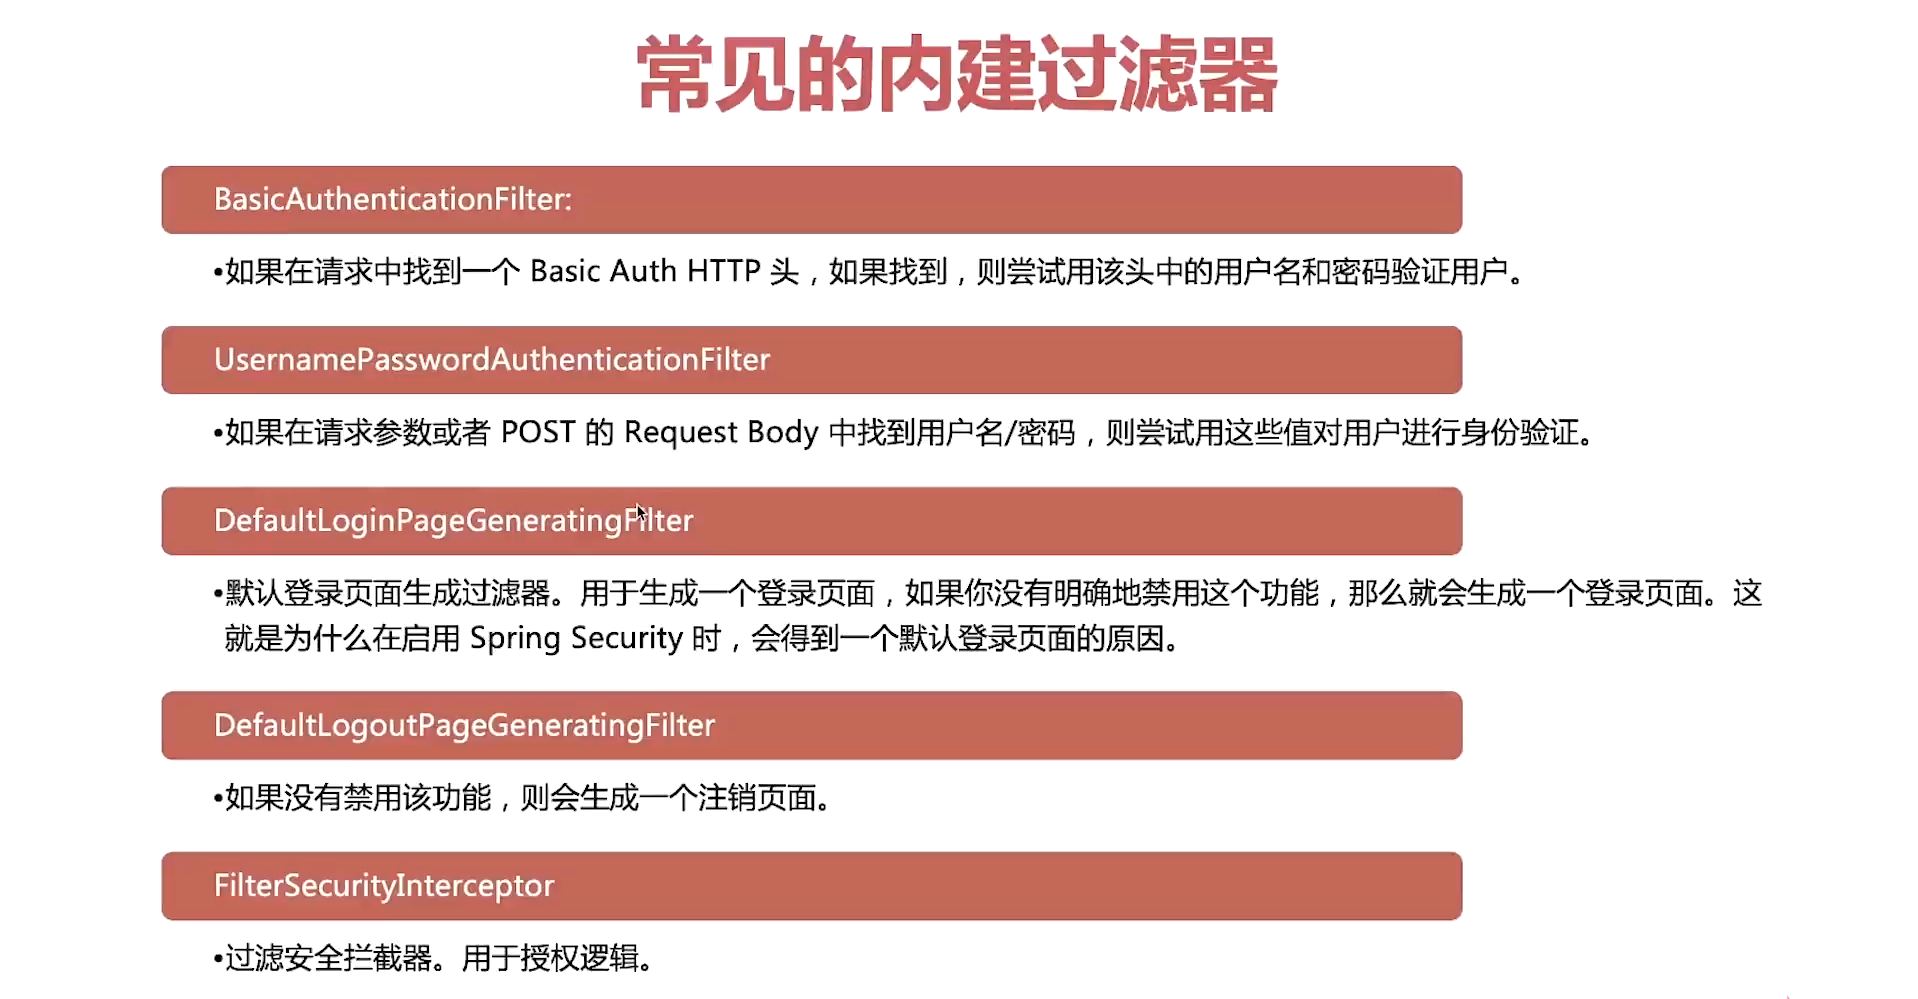 常见的内建过滤器
BasicAuthenticationFilter:
•如果在请求中找到一个 Basic Auth HTTP 头，如果找到，则尝试用该头中的用户名和密码验证用户。
UsernamePasswordAuthenticationFilter
•如果在请求参数或者 POST 的 Request Body 中找到用户名/密码，则尝试用这些值对用户进行身份验证。
DefaultLoginPageGeneratingFilter
•默认登录页面生成过滤器。用于生成一个登录页面，如果你没有明确地禁用这个功能，那么就会生成一个登录页面。这
就是为什么在启用 Spring Security 时，会得到一个默认登录页面的原因。
DefaultLogoutPageGeneratingFilter
•如果没有禁用该功能，则会生成一个注销页面。
FilterSecurityInterceptor
•过滤安全拦截器。用于授权逻辑。